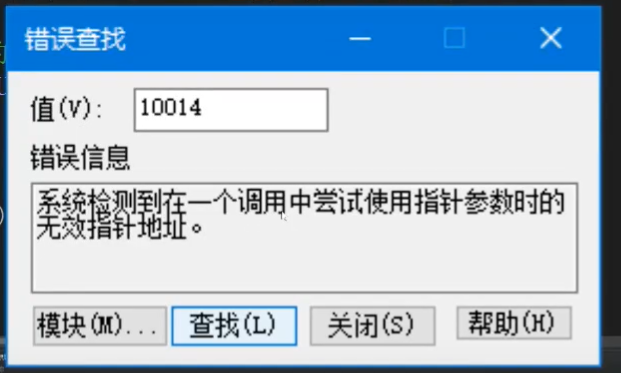 错误查找
值(V): 10014
错误信息
系统检测到在一个调用中尝试使用指针参数时的
无效指针地址。
模块(M)... 查找(L) 关闭(S) 帮助(H)